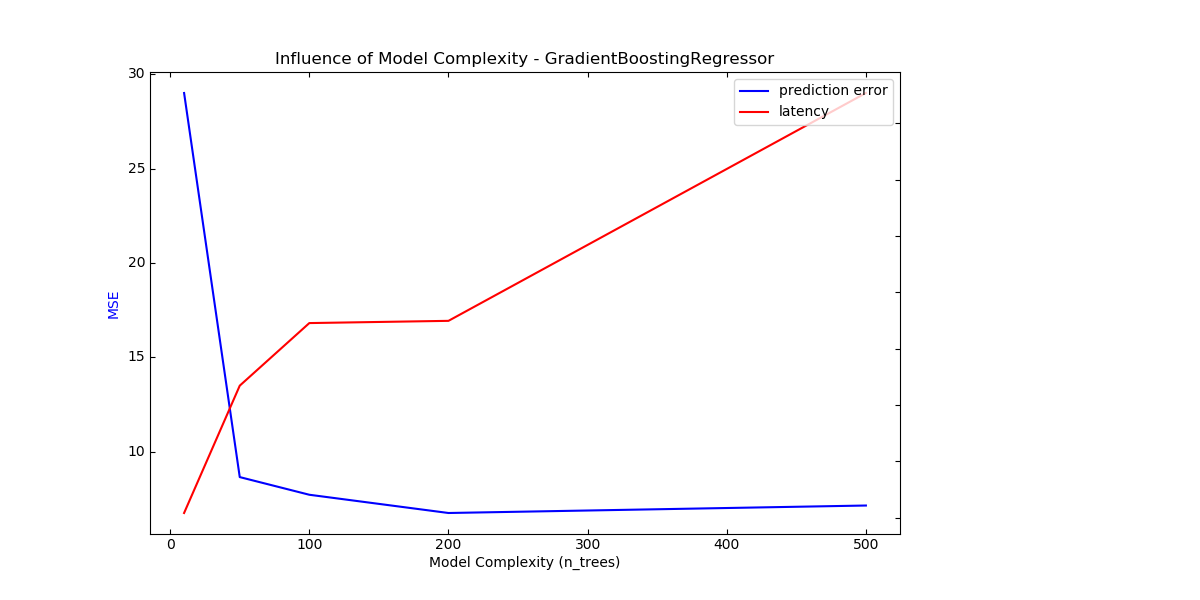 Influence of Model Complexity - GradientBoostingRegressor
prediction error
latency
30
25
20
15
10
MSE
0 100 200 300 400 500
Model Complexity (n_trees)